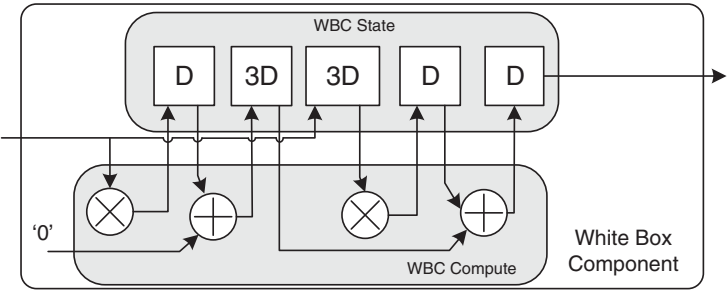 WBC State
D
3D
3D
D
D
'0'
WBC Compute
White Box
Component